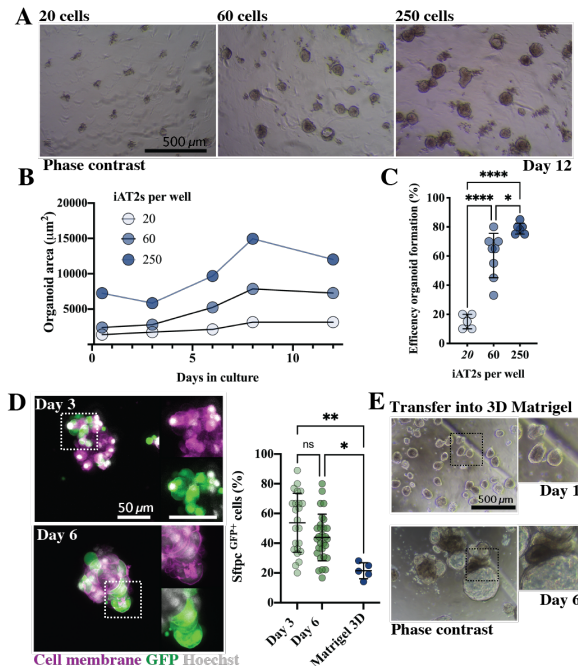 A
20 cells
60 cells
250 cells
500 µm
Phase contrast
Day 12
B
iAT2s per well
20
60
250
Organoid area (µm²)
20000
15000
10000
5000
0
5
10
Days in culture
C
****
****
*
Efficency organoid formation (%)
100
80
60
40
20
0
20
60
250
iAT2s per well
D
Day 3
50 µm
Day 6
Cell membrane GFP Hoechst
**
ns
*
Sftpc GFP+ cells (%)
100
80
60
40
20
0
Day 3
Day 6
Matrigel 3D
E
Transfer into 3D Matrigel
500 µm
Day 1
Day 6
Phase contrast